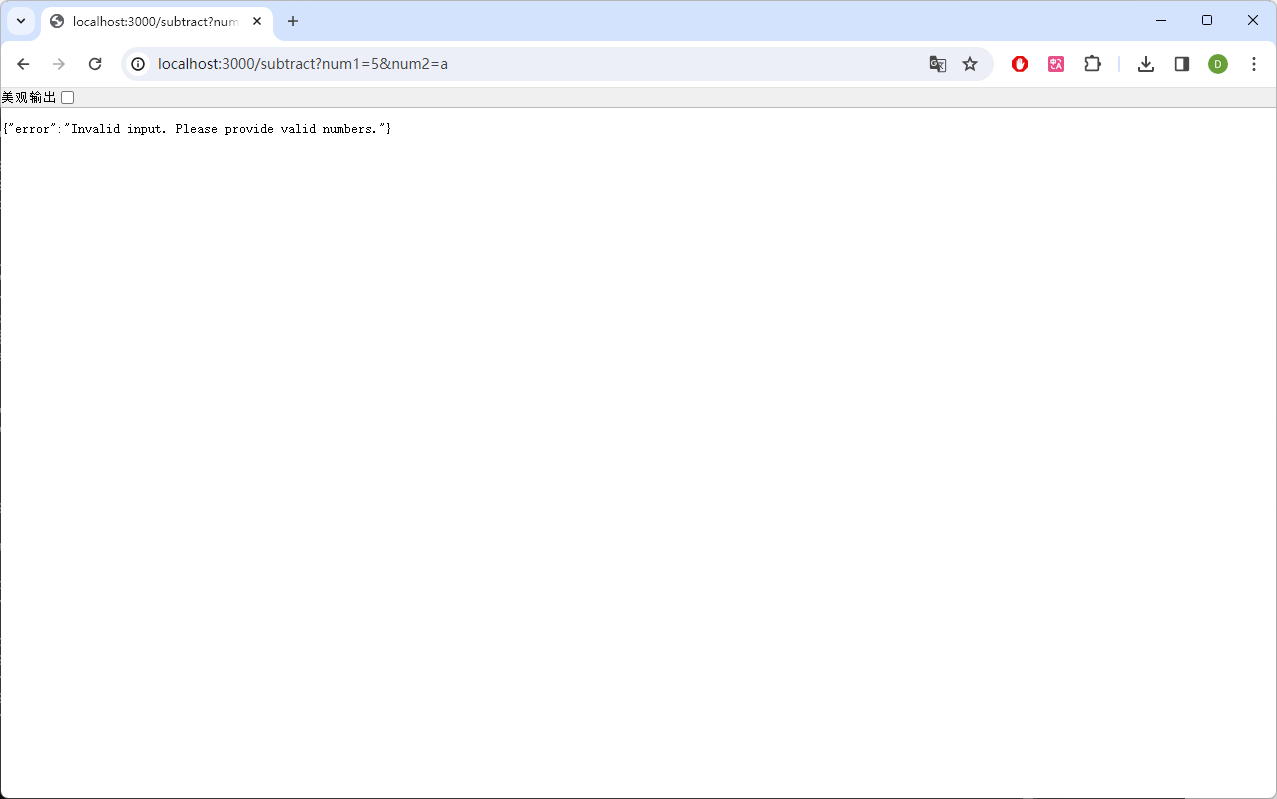 localhost:3000/subtract?num
localhost:3000/subtract?num1=5&num2=a
D
美观输出
{"error":"Invalid input. Please provide valid numbers."}